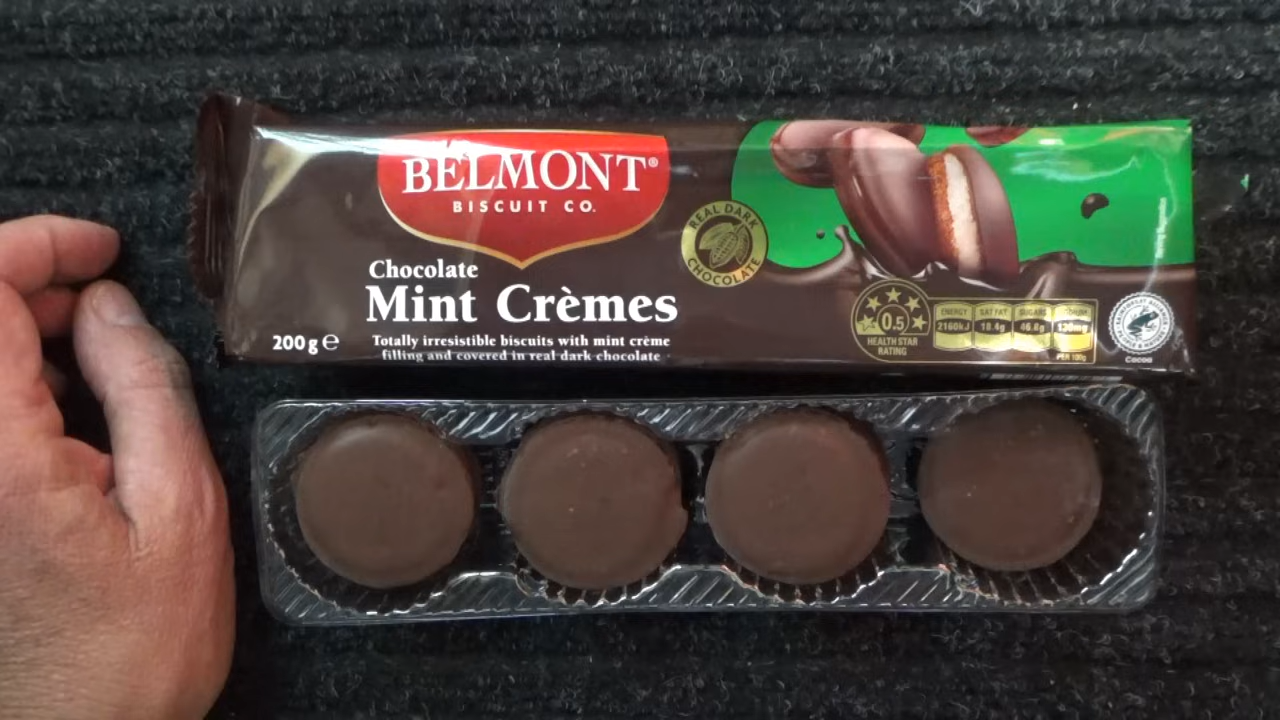 BELMONT®
BISCUIT CO.
REAL DARK
CHOCOLATE
Chocolate
Mint Crèmes
200g e
Totally irresistible biscuits with mint crème
filling and covered in real dark chocolate
0.5
HEALTH STAR
RATING
ENERGY
2160kJ
SAT FAT
18.4g
SUGARS
46.8g
130mg
PER 100g
Cocoa